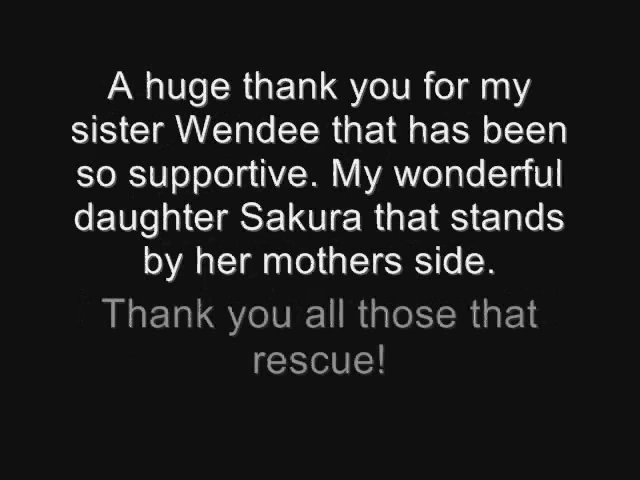 A huge thank you for my
sister Wendee that has been
so supportive. My wonderful
daughter Sakura that stands
by her mothers side.
Thank you all those that
rescue!